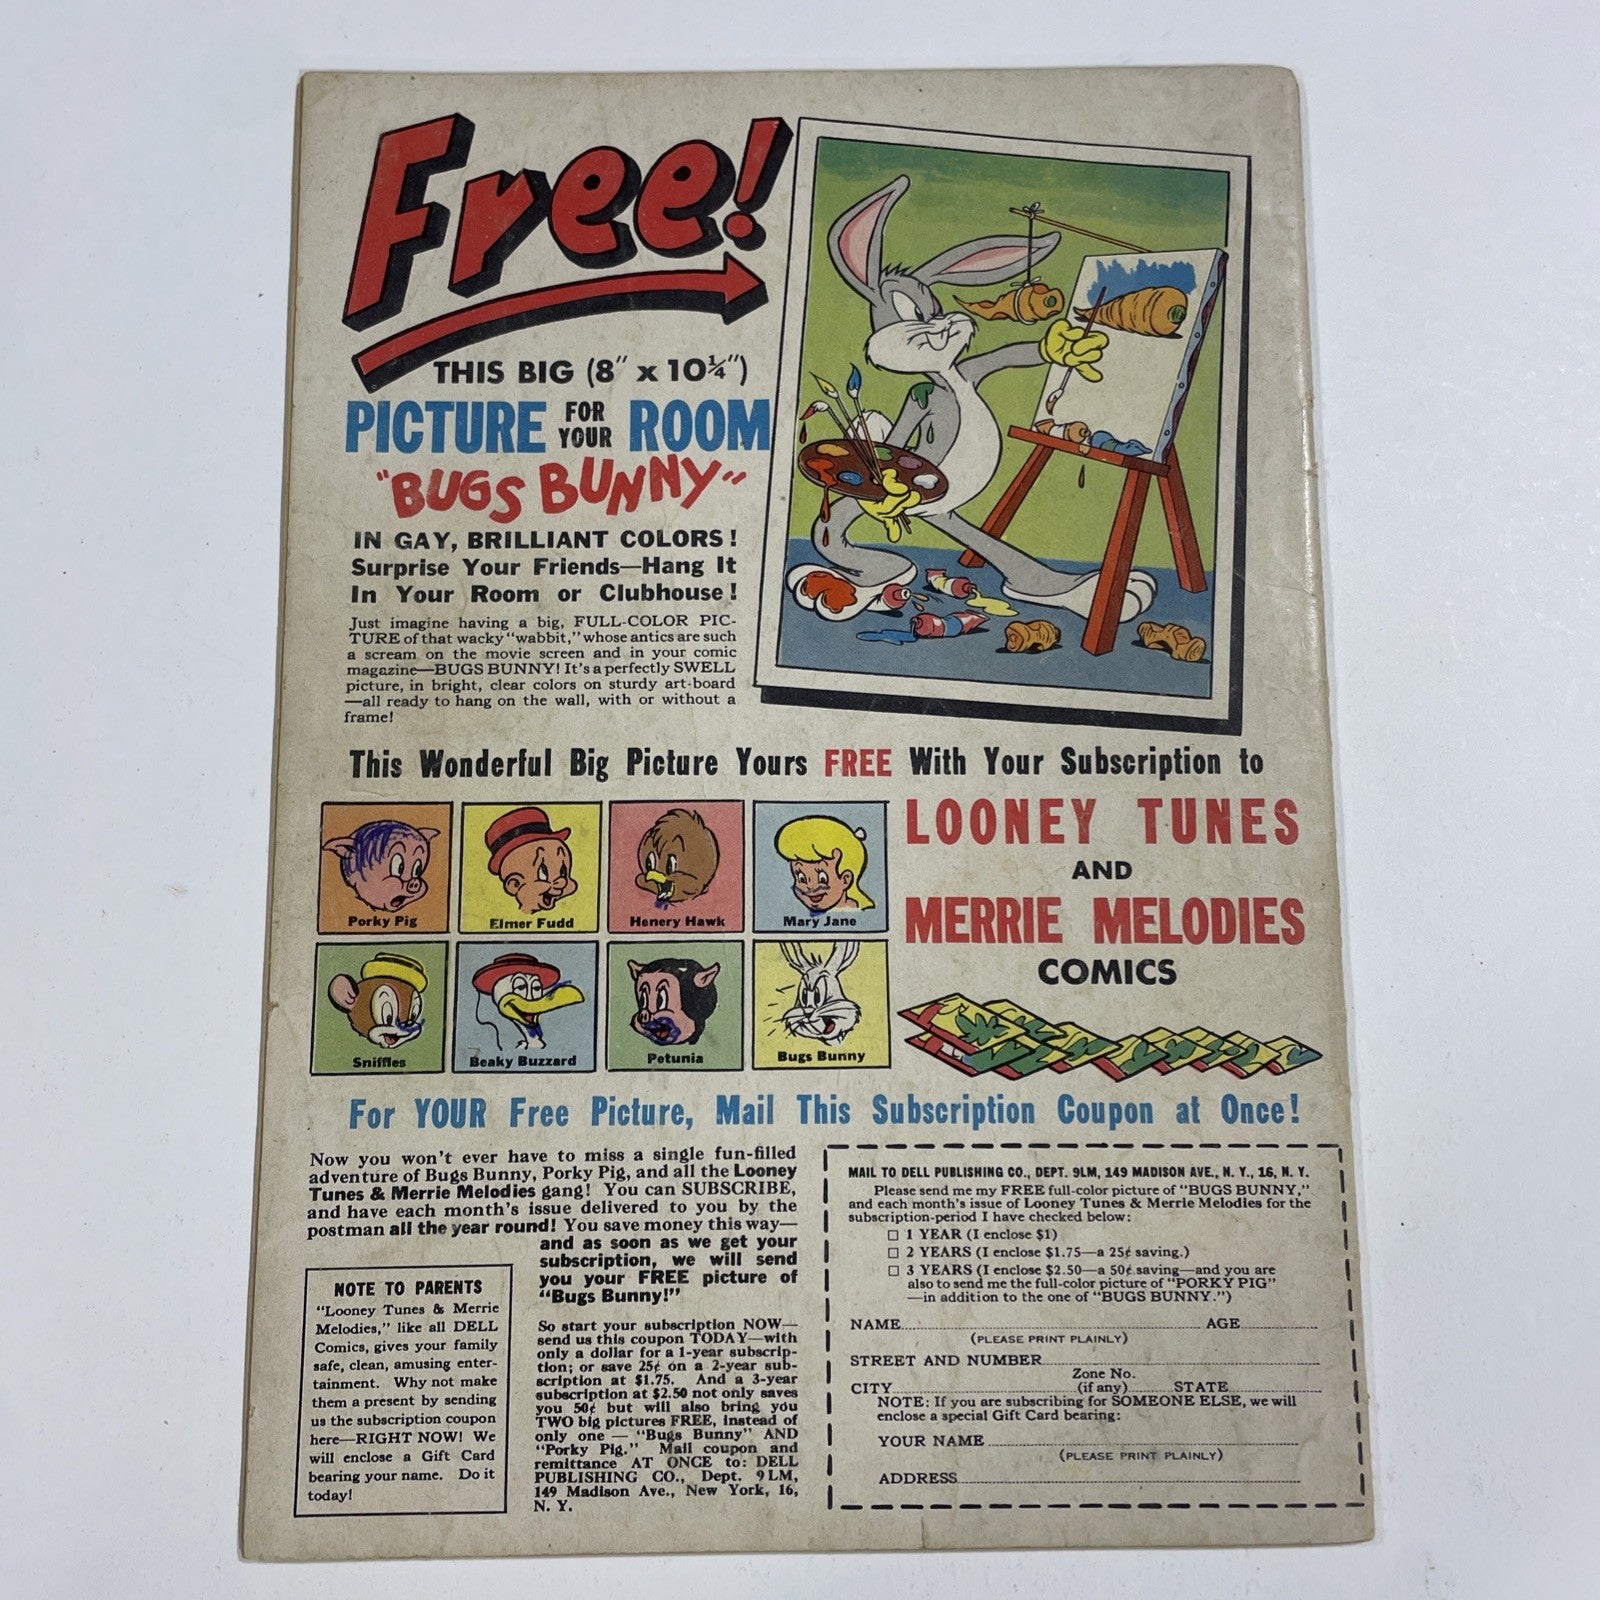 Free!
THIS BIG (8" x 10¼")
PICTURE FOR YOUR ROOM
"BUGS BUNNY"
IN GAY, BRILLIANT COLORS!
Surprise Your Friends—Hang It
In Your Room or Clubhouse!
Just imagine having a big, FULL-COLOR PIC-
TURE of that wacky "wabbit," whose antics are such
a scream on the movie screen and in your comic
magazine—BUGS BUNNY! It's a perfectly SWELL
picture, in bright, clear colors on sturdy art-board
—all ready to hang on the wall, with or without a
frame!
This Wonderful Big Picture Yours FREE With Your Subscription to
Porky Pig
Elmer Fudd
Henery Hawk
Mary Jane
Sniffles
Beaky Buzzard
Petunia
Bugs Bunny
LOONEY TUNES
AND
MERRIE MELODIES
COMICS
For YOUR Free Picture, Mail This Subscription Coupon at Once!
Now you won't ever have to miss a single fun-filled
adventure of Bugs Bunny, Porky Pig, and all the Looney
Tunes & Merrie Melodies gang! You can SUBSCRIBE,
and have each month's issue delivered to you by the
postman all the year round! You save money this way—
and as soon as we get your
subscription, we will send
you your FREE picture of
"Bugs Bunny!"
NOTE TO PARENTS
"Looney Tunes & Merrie
Melodies," like all DELL
Comics, gives your family
safe, clean, amusing enter-
tainment. Why not make
them a present by sending
us the subscription coupon
here—RIGHT NOW! We
will enclose a Gift Card
bearing your name. Do it
today!
So start your subscription NOW—
send us this coupon TODAY—with
only a dollar for a 1-year subscrip-
tion; or save 25¢ on a 2-year sub-
scription at $1.75. And a 3-year
subscription at $2.50 not only saves
you 50¢ but will also bring you
TWO big pictures FREE, instead of
only one — "Bugs Bunny" AND
"Porky Pig." Mail coupon and
remittance AT ONCE to: DELL
PUBLISHING CO., Dept. 9LM,
149 Madison Ave., New York, 16,
N. Y.
MAIL TO DELL PUBLISHING CO., DEPT. 9LM, 149 MADISON AVE., N. Y., 16, N. Y.
Please send me my FREE full-color picture of "BUGS BUNNY,"
and each month's issue of Looney Tunes & Merrie Melodies for the
subscription-period I have checked below:
□ 1 YEAR (I enclose $1)
□ 2 YEARS (I enclose $1.75—a 25¢ saving.)
□ 3 YEARS (I enclose $2.50—a 50¢ saving—and you are
also to send me the full-color picture of "PORKY PIG"
—in addition to the one of "BUGS BUNNY.")
NAME AGE
(PLEASE PRINT PLAINLY)
STREET AND NUMBER
Zone No.
CITY (if any) STATE
NOTE: If you are subscribing for SOMEONE ELSE, we will
enclose a special Gift Card bearing:
YOUR NAME
(PLEASE PRINT PLAINLY)
ADDRESS